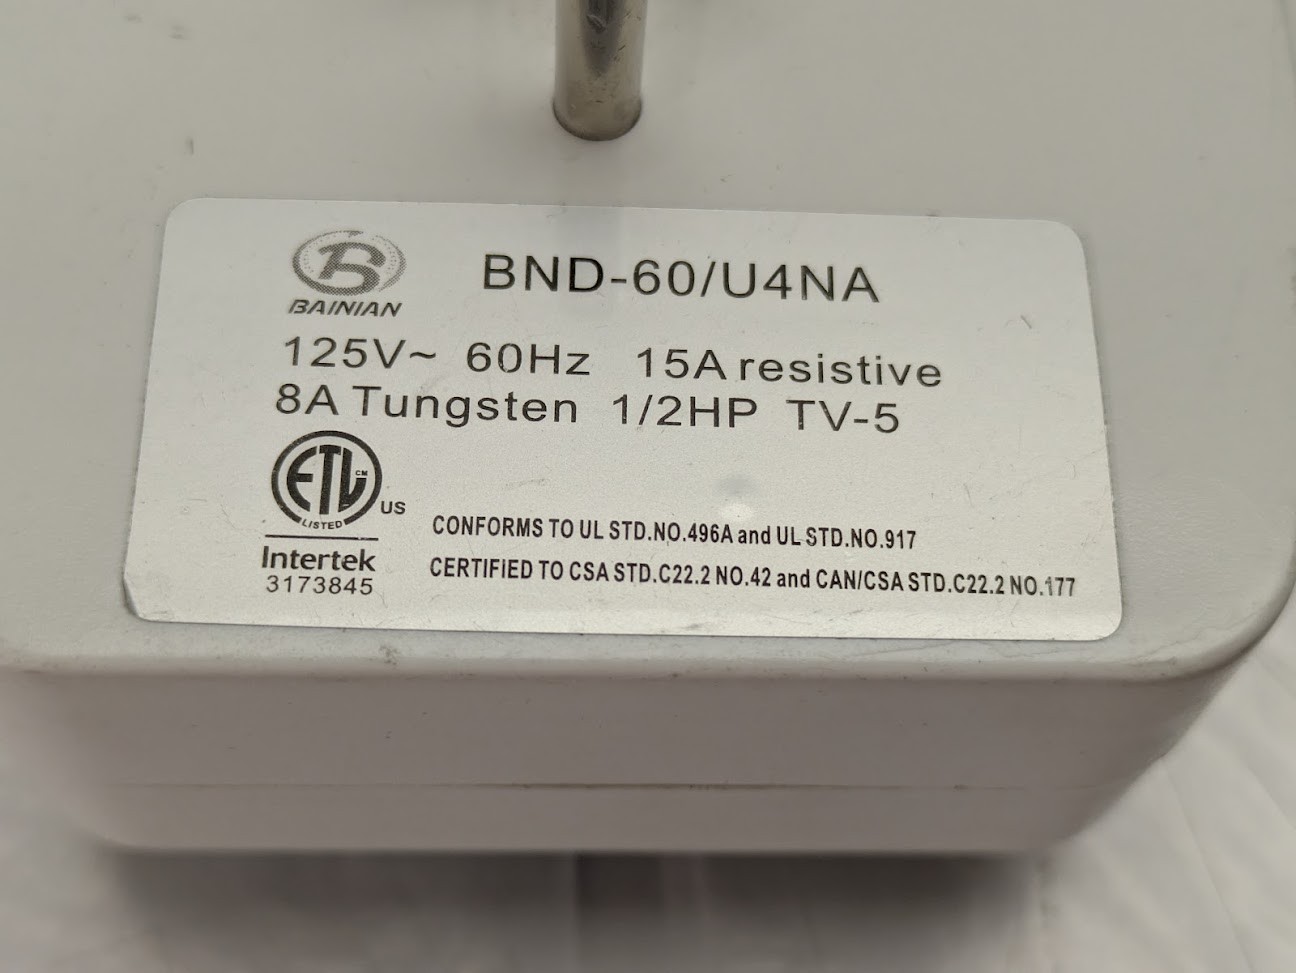 BAINIAN
BND-60/U4NA
125V~ 60Hz 15A resistive
8A Tungsten 1/2HP TV-5
ETL CM
LISTED
US
Intertek
3173845
CONFORMS TO UL STD.NO.496A and UL STD.NO.917
CERTIFIED TO CSA STD.C22.2 NO.42 and CAN/CSA STD.C22.2 NO.177